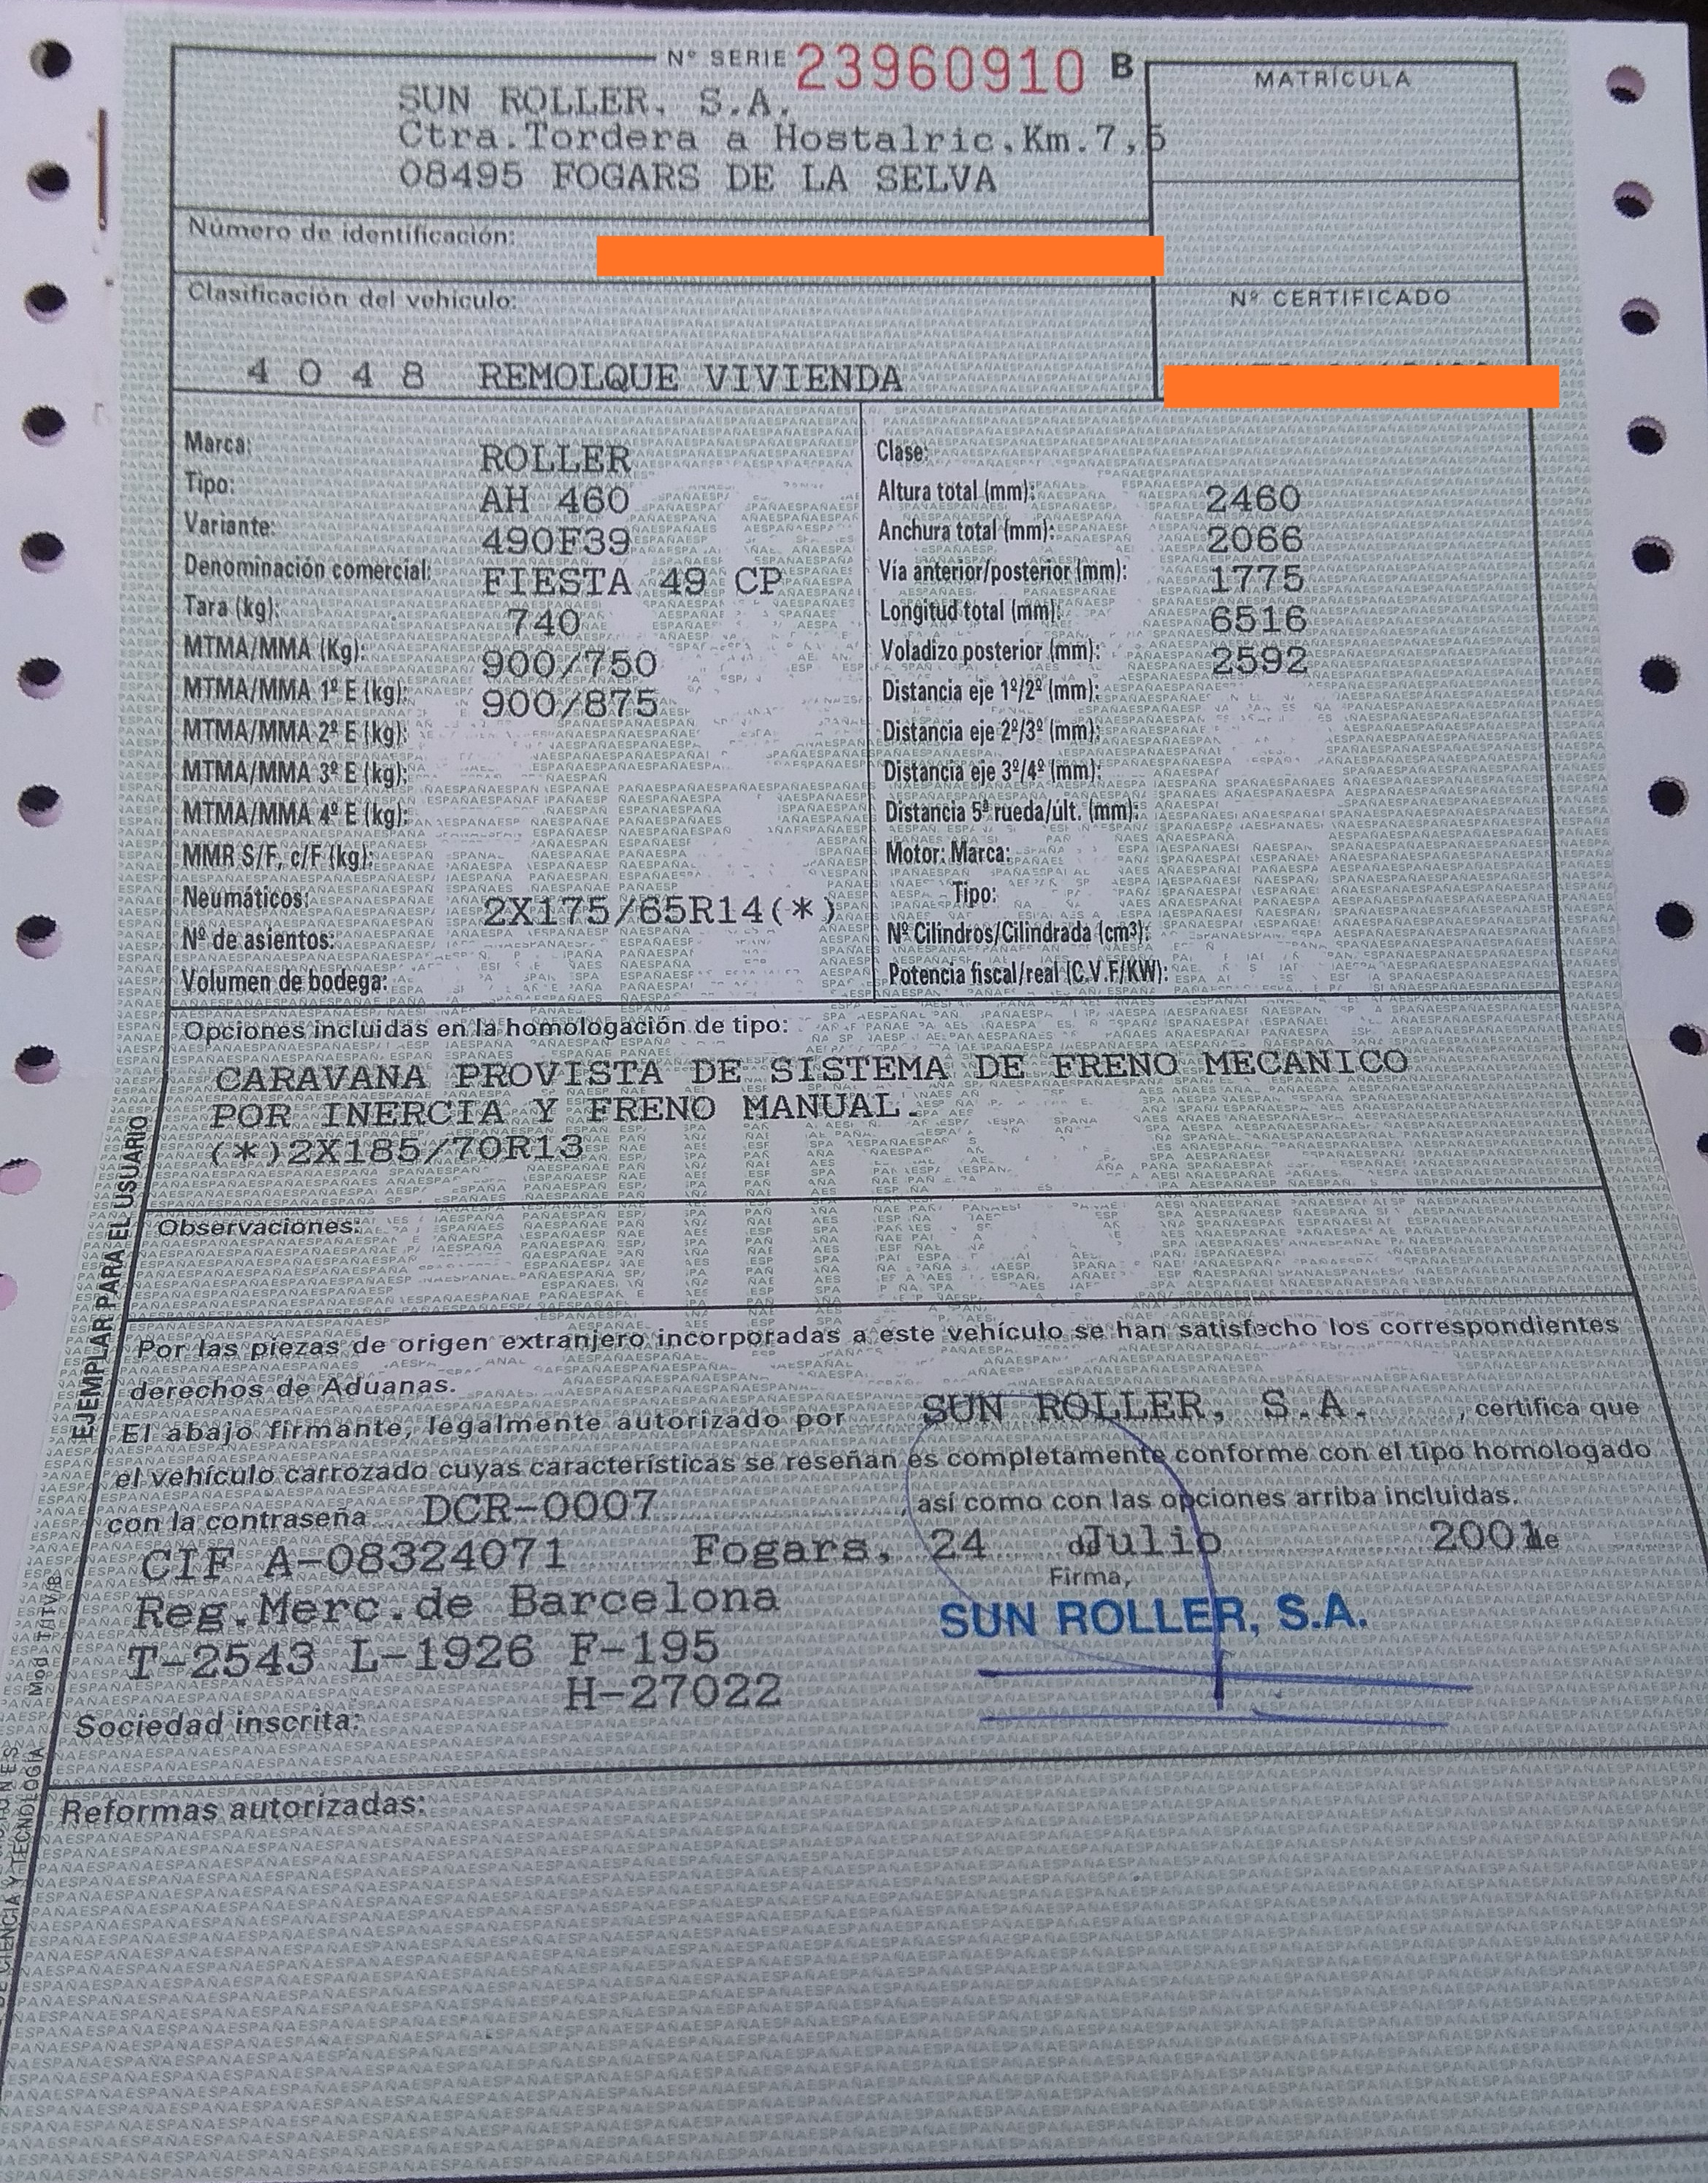 Nº SERIE 23960910 B
SUN ROLLER, S.A.
Ctra.Tordera a Hostalric,Km.7,5
08495 FOGARS DE LA SELVA
MATRÍCULA
Número de identificación:
Clasificación del vehículo:
4 0 4 8 REMOLQUE VIVIENDA
Nº CERTIFICADO
Marca: ROLLER
Tipo: AH 460
Variante: 490F39
Denominación comercial: FIESTA 49 CP
Tara (kg): 740
MTMA/MMA (Kg): 900/750
MTMA/MMA 1º E (kg): 900/875
MTMA/MMA 2º E (kg):
MTMA/MMA 3º E (kg):
MTMA/MMA 4º E (kg):
MMR S/F, c/F (kg):
Neumáticos: 2X175/65R14(*)
Nº de asientos:
Volumen de bodega:
Clase:
Altura total (mm): 2460
Anchura total (mm): 2066
Vía anterior/posterior (mm): 1775
Longitud total (mm): 6516
Voladizo posterior (mm): 2592
Distancia eje 1º/2º (mm):
Distancia eje 2º/3º (mm):
Distancia eje 3º/4º (mm):
Distancia 5ª rueda/últ. (mm):
Motor: Marca:
Tipo:
Nº Cilindros/Cilindrada (cm³):
Potencia fiscal/real (C.V.F/KW):
Opciones incluidas en la homologación de tipo:
CARAVANA PROVISTA DE SISTEMA DE FRENO MECANICO
POR INERCIA Y FRENO MANUAL.
(*)2X185/70R13
Observaciones:
Por las piezas de origen extranjero incorporadas a este vehículo se han satisfecho los correspondientes
derechos de Aduanas.
El abajo firmante, legalmente autorizado por SUN ROLLER, S.A. , certifica que
el vehículo carrozado cuyas características se reseñan es completamente conforme con el tipo homologado
con la contraseña DCR-0007 , así como con las opciones arriba incluidas.
CIF A-08324071 Fogars, 24 d Julio 2001 de
Firma,
Reg.Merc.de Barcelona
SUN ROLLER, S.A.
T-2543 L-1926 F-195
H-27022
Sociedad inscrita:
Reformas autorizadas:
EJEMPLAR PARA EL USUARIO
Mod T/ITV/B
DE CIENCIA Y TECNOLOGÍA